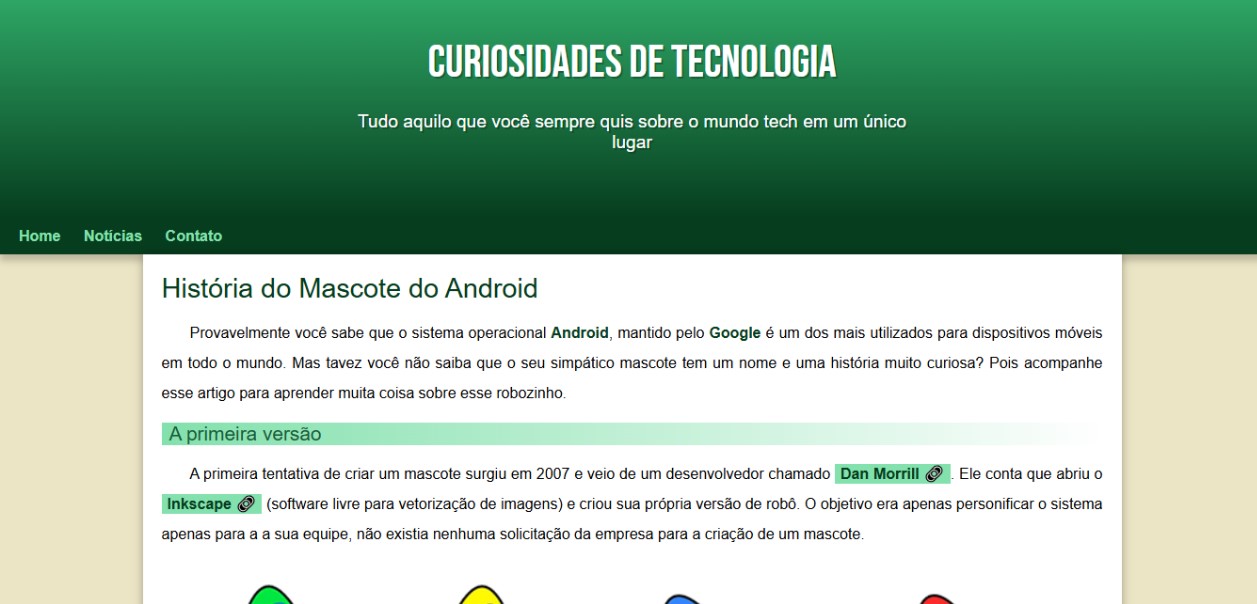 CURIOSIDADES DE TECNOLOGIA
Tudo aquilo que você sempre quis sobre o mundo tech em um único
lugar
Home Notícias Contato
História do Mascote do Android
Provavelmente você sabe que o sistema operacional Android, mantido pelo Google é um dos mais utilizados para dispositivos móveis
em todo o mundo. Mas tavez você não saiba que o seu simpático mascote tem um nome e uma história muito curiosa? Pois acompanhe
esse artigo para aprender muita coisa sobre esse robozinho.
A primeira versão
A primeira tentativa de criar um mascote surgiu em 2007 e veio de um desenvolvedor chamado Dan Morrill . Ele conta que abriu o
Inkscape (software livre para vetorização de imagens) e criou sua própria versão de robô. O objetivo era apenas personificar o sistema
apenas para a a sua equipe, não existia nenhuma solicitação da empresa para a criação de um mascote.